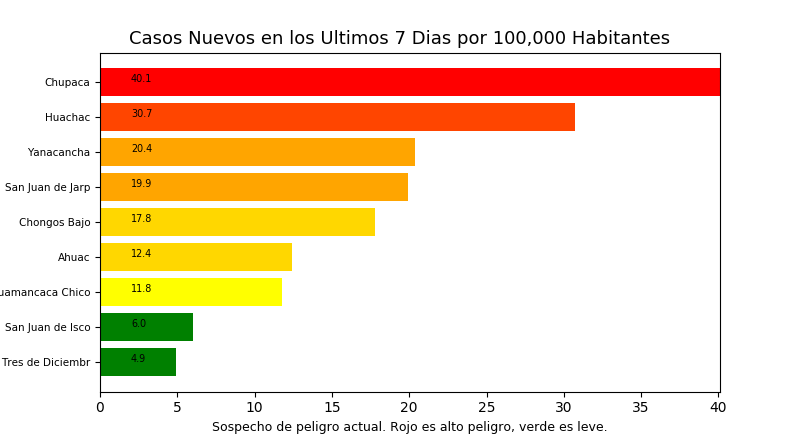 Casos Nuevos en los Ultimos 7 Dias por 100,000 Habitantes
Chupaca 40.1
Huachac 30.7
Yanacancha 20.4
San Juan de Jarp 19.9
Chongos Bajo 17.8
Ahuac 12.4
uamancaca Chico 11.8
San Juan de Isco 6.0
Tres de Diciembr 4.9
0 5 10 15 20 25 30 35 40
Sospecho de peligro actual. Rojo es alto peligro, verde es leve.